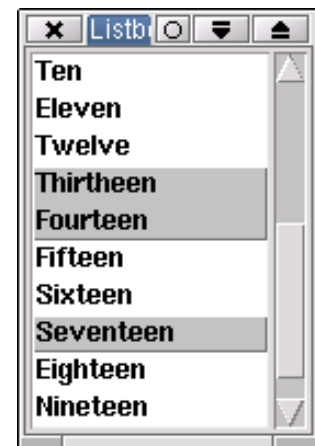 Listb
Ten
Eleven
Twelve
Thirtheen
Fourteen
Fifteen
Sixteen
Seventeen
Eighteen
Nineteen